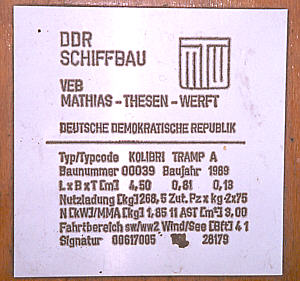 DDR
SCHIFFBAU
VEB
MATHIAS - THESEN - WERFT
DEUTSCHE DEMOKRATISCHE REPUBLIK
Typ/Typcode KOLIBRI TRAMP A
Baunummer 00039 Baujahr 1989
L x B x T [m] 4,50 0,81 0,13
Nutzladung [kg] 268,5 Zut. Pz x kg 2x75
N [kW]/MMA [kg] 1,85 11 AST [m²] 3,00
Fahrtbereich sw/ww2 Wind/See [Bft] 4 1
Signatur 00617005 28179